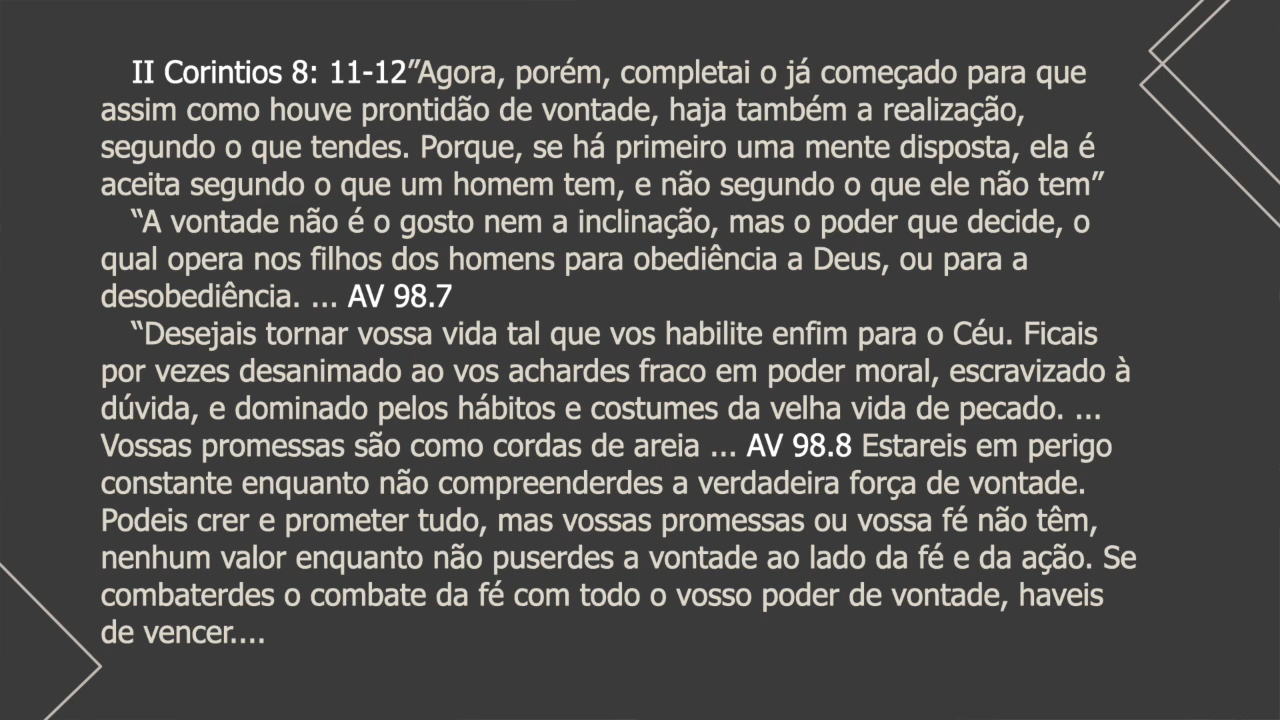 II Corintios 8: 11-12”Agora, porém, completai o já começado para que
assim como houve prontidão de vontade, haja também a realização,
segundo o que tendes. Porque, se há primeiro uma mente disposta, ela é
aceita segundo o que um homem tem, e não segundo o que ele não tem”
“A vontade não é o gosto nem a inclinação, mas o poder que decide, o
qual opera nos filhos dos homens para obediência a Deus, ou para a
desobediência. ... AV 98.7
“Desejais tornar vossa vida tal que vos habilite enfim para o Céu. Ficais
por vezes desanimado ao vos achardes fraco em poder moral, escravizado à
dúvida, e dominado pelos hábitos e costumes da velha vida de pecado. ...
Vossas promessas são como cordas de areia ... AV 98.8 Estareis em perigo
constante enquanto não compreenderdes a verdadeira força de vontade.
Podeis crer e prometer tudo, mas vossas promessas ou vossa fé não têm,
nenhum valor enquanto não puserdes a vontade ao lado da fé e da ação. Se
combaterdes o combate da fé com todo o vosso poder de vontade, haveis
de vencer....